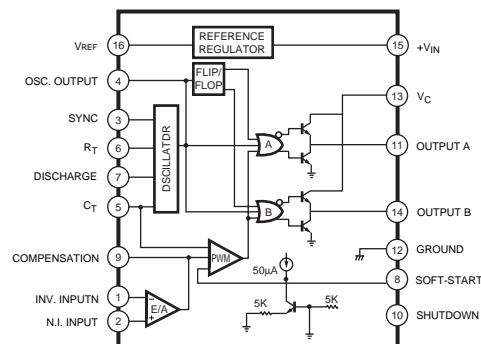 VREF 16
REFERENCE
REGULATOR
15 +VIN
OSC. OUTPUT 4
FLIP/
FLOP
13 VC
SYNC 3
RT 6
DISCHARGE 7
CT 5
OSCILLATDR
A
11 OUTPUT A
B
14 OUTPUT B
COMPENSATION 9
PWM
12 GROUND
50µA
8 SOFT-START
INV. INPUTN 1
N.I. INPUT 2
− E/A
+
5K
5K
10 SHUTDOWN